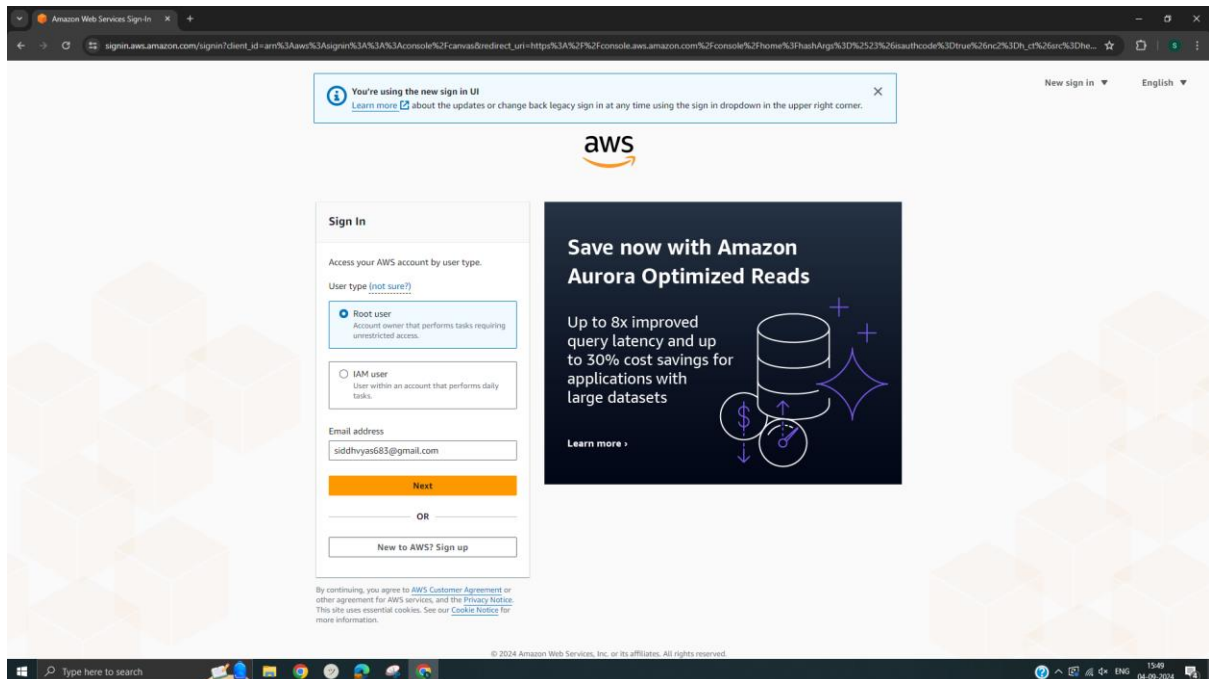 Amazon Web Services Sign-In
signin.aws.amazon.com/signin?client_id=arn%3Aaws%3Asignin%3A%3A%3Aconsole%2Fcanvas&redirect_uri=https%3A%2F%2Fconsole.aws.amazon.com%2Fconsole%2Fhome%3FhashArgs%3D%2523%26isauthcode%3Dtrue%26nc2%3Dh_ct%26src%3Dhe...
S
You're using the new sign in UI
Learn more about the updates or change back legacy sign in at any time using the sign in dropdown in the upper right corner.
New sign in
English
aws
Sign In
Access your AWS account by user type.
User type (not sure?)
Root user
Account owner that performs tasks requiring
unrestricted access.
IAM user
User within an account that performs daily
tasks.
Email address
siddhvyas683@gmail.com
Next
OR
New to AWS? Sign up
By continuing, you agree to AWS Customer Agreement or
other agreement for AWS services, and the Privacy Notice.
This site uses essential cookies. See our Cookie Notice for
more information.
Save now with Amazon
Aurora Optimized Reads
Up to 8x improved
query latency and up
to 30% cost savings for
applications with
large datasets
$
Learn more ›
© 2024 Amazon Web Services, Inc. or its affiliates. All rights reserved.
Type here to search
ENG
15:49
04-09-2024